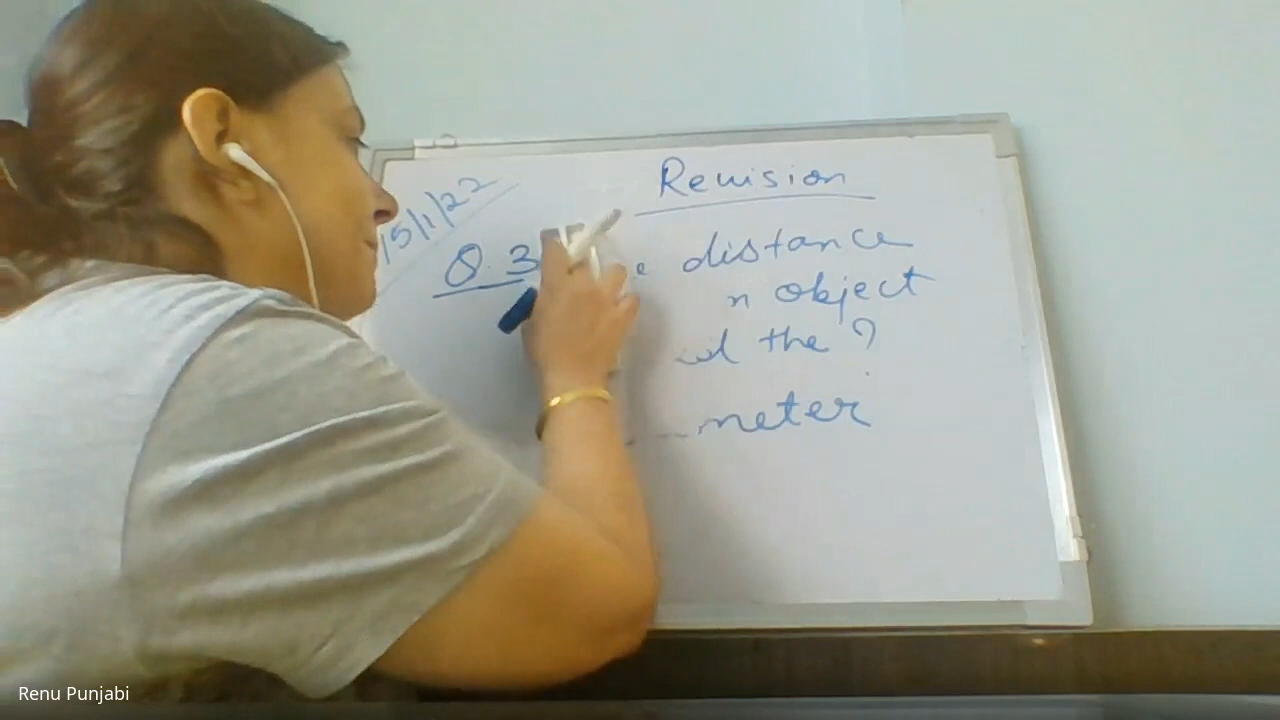 Revision
15/1/22
Q.3 distance
object
the ?
meter
Renu Punjabi